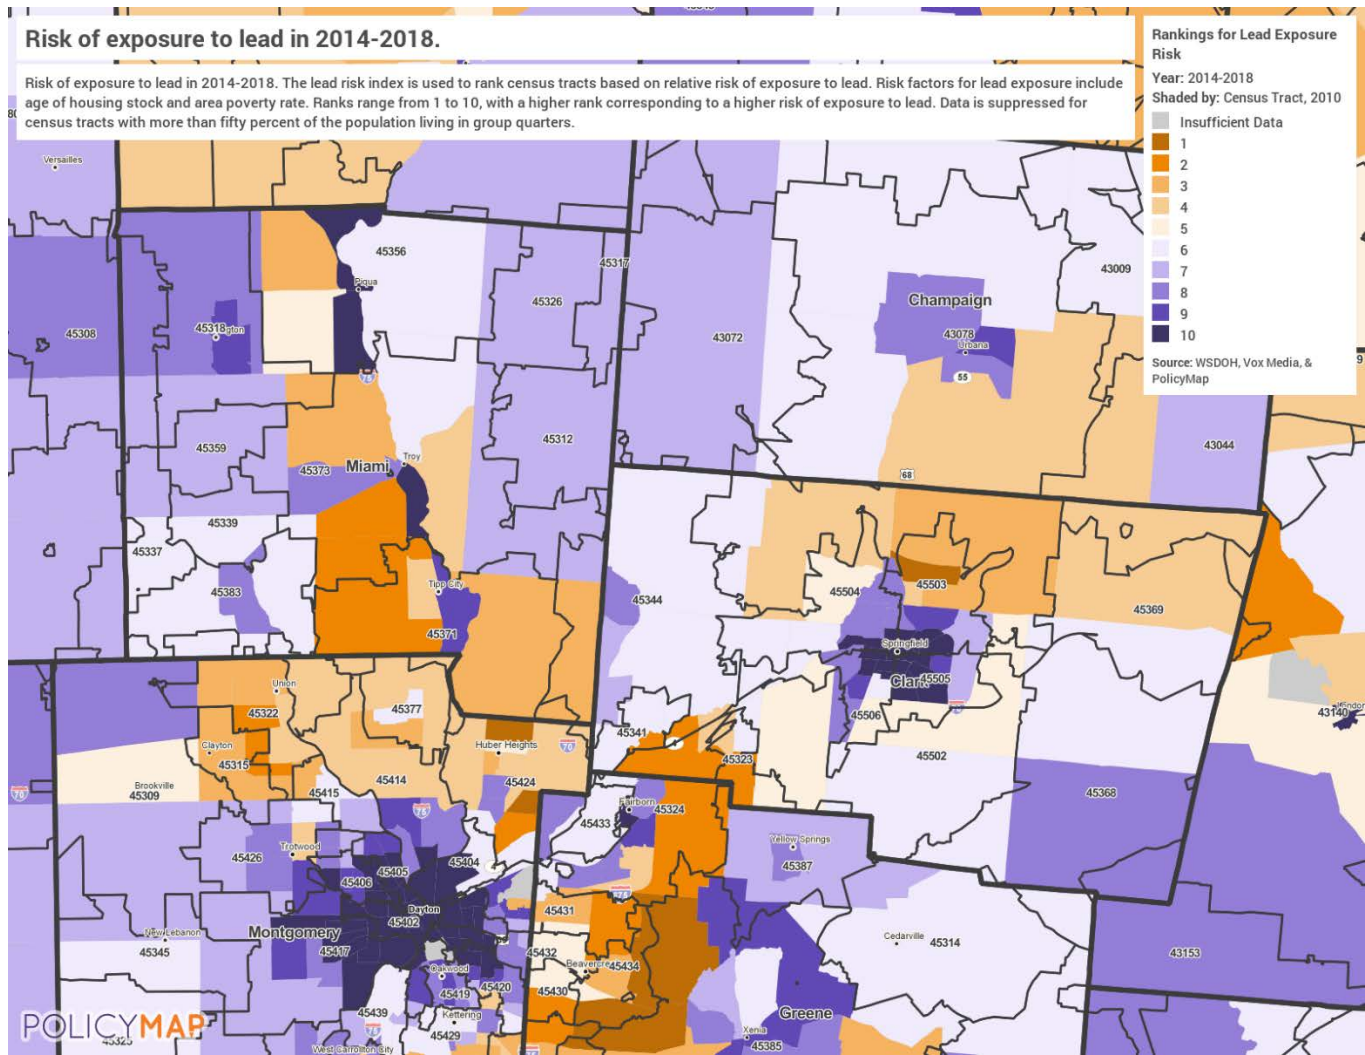 Risk of exposure to lead in 2014-2018.
Risk of exposure to lead in 2014-2018. The lead risk index is used to rank census tracts based on relative risk of exposure to lead. Risk factors for lead exposure include
age of housing stock and area poverty rate. Ranks range from 1 to 10, with a higher rank corresponding to a higher risk of exposure to lead. Data is suppressed for
census tracts with more than fifty percent of the population living in group quarters.
Rankings for Lead Exposure
Risk
Year: 2014-2018
Shaded by: Census Tract, 2010
Insufficient Data
1
2
3
4
5
6
7
8
9
10
Source: WSDOH, Vox Media, &
PolicyMap
Versailles
45356
45317
43009
Piqua
45326
Champaign
45308
45318
43072
43078
Urbana
55
75
45312
45359
43044
Troy
Miami
45373
68
45339
45337
45383
Tipp City
45344
45504
45503
45369
45371
Springfield
Clark
45505
Union
45322
45377
45506
43140
45341
Clayton
Huber Heights
70
45315
45323
45502
Brookville
45309
45414
45424
45415
70
75
Fairborn
45324
45368
45433
Trotwood
Yellow Springs
45426
45404
45387
45405
45406
Dayton
45402
45431
Montgomery
New Lebanon
45345
45417
45432
Cedarville
45314
43153
Oakwood
45434
45419
45420
45430
45439
Greene
Kettering
45429
Xenia
45385
75
West Carrollton City
POLICYMAP